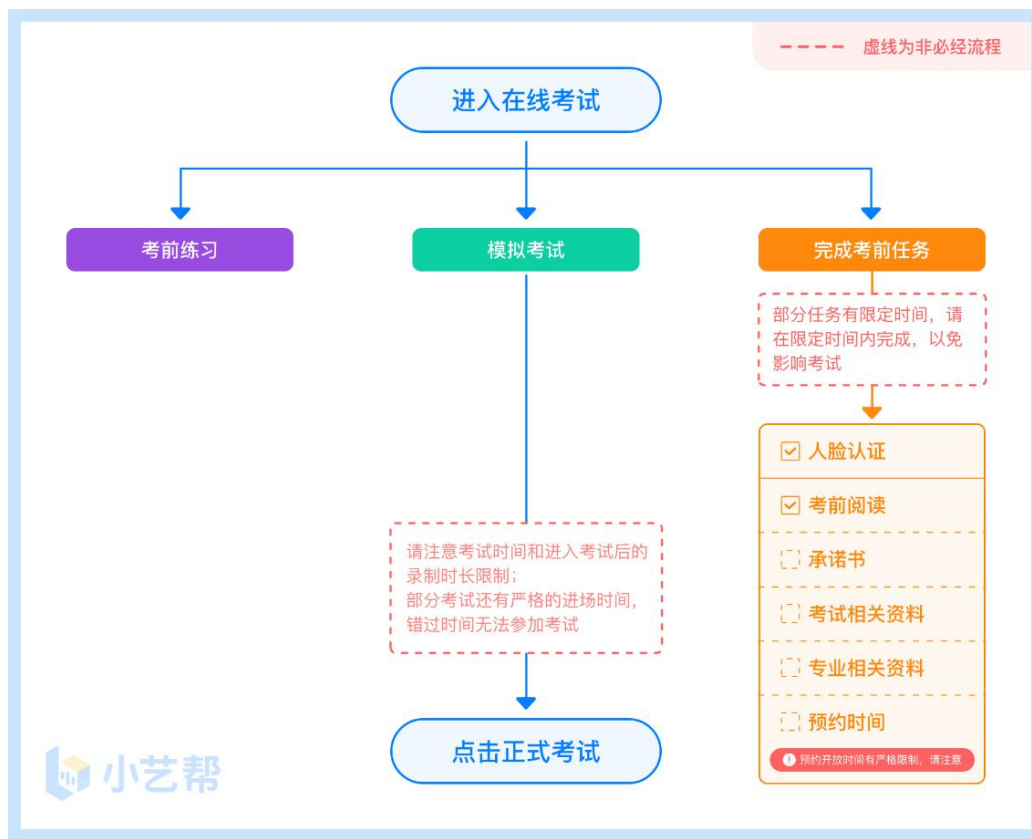 虚线为非必经流程
进入在线考试
考前练习
模拟考试
完成考前任务
部分任务有限定时间，请
在限定时间内完成，以免
影响考试
人脸认证
考前阅读
承诺书
考试相关资料
专业相关资料
预约时间
预约开放时间有严格限制，请注意
请注意考试时间和进入考试后的
录制时长限制；
部分考试还有严格的进场时间，
错过时间无法参加考试
点击正式考试
小艺帮